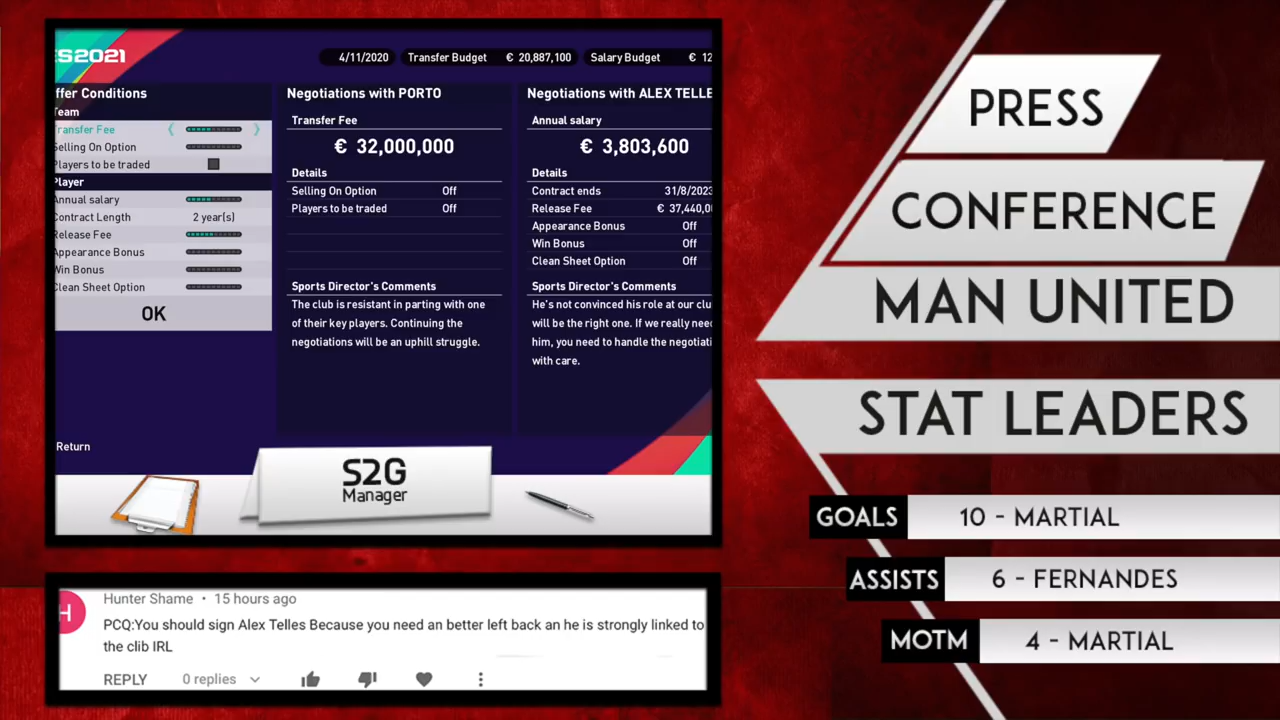 ES2021
4/11/2020 Transfer Budget € 20,887,100 Salary Budget € 12
ffer Conditions
Team
Transfer Fee
Selling On Option
Players to be traded
Player
Annual salary
Contract Length 2 year(s)
Release Fee
Appearance Bonus
Win Bonus
Clean Sheet Option
OK
Return
Negotiations with PORTO
Transfer Fee
€ 32,000,000
Details
Selling On Option Off
Players to be traded Off
Sports Director's Comments
The club is resistant in parting with one
of their key players. Continuing the
negotiations will be an uphill struggle.
Negotiations with ALEX TELLE
Annual salary
€ 3,803,600
Details
Contract ends 31/8/2023
Release Fee € 37,440,0
Appearance Bonus Off
Win Bonus Off
Clean Sheet Option Off
Sports Director's Comments
He's not convinced his role at our clu
will be the right one. If we really need
him, you need to handle the negotiati
with care.
S2G
Manager
H
Hunter Shame • 15 hours ago
PCQ:You should sign Alex Telles Because you need an better left back an he is strongly linked to
the clib IRL
REPLY 0 replies
PRESS
CONFERENCE
MAN UNITED
STAT LEADERS
GOALS 10 - MARTIAL
ASSISTS 6 - FERNANDES
MOTM 4 - MARTIAL